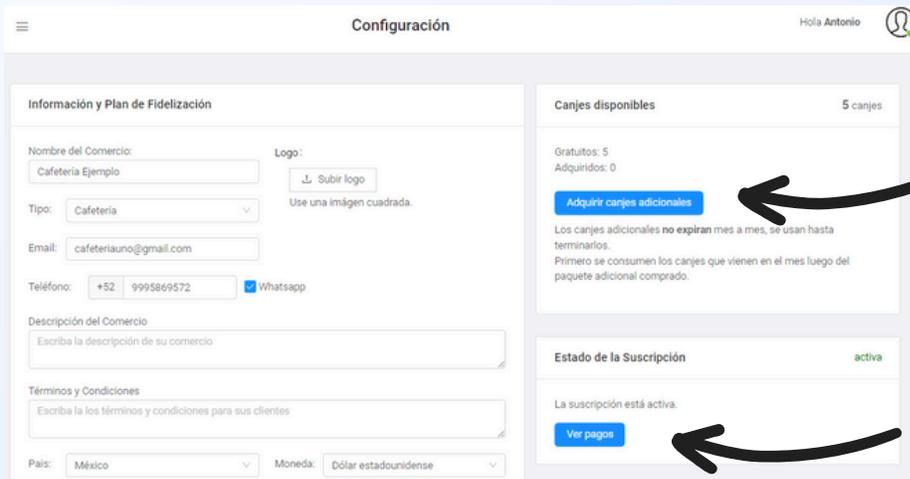 Configuración
Hola Antonio
Información y Plan de Fidelización
Nombre del Comercio:
Cafetería Ejemplo
Logo:
Subir logo
Use una imágen cuadrada.
Tipo: Cafetería
Email: cafeteriauno@gmail.com
Teléfono: +52 9995869572 Whatsapp
Descripción del Comercio
Escriba la descripción de su comercio
Términos y Condiciones
Escriba la los términos y condiciones para sus clientes
Pais: México Moneda: Dólar estadounidense
Canjes disponibles 5 canjes
Gratuitos: 5
Adquiridos: 0
Adquirir canjes adicionales
Los canjes adicionales no expiran mes a mes, se usan hasta
terminarlos.
Primero se consumen los canjes que vienen en el mes luego del
paquete adicional comprado.
Estado de la Suscripción activa
La suscripción está activa.
Ver pagos